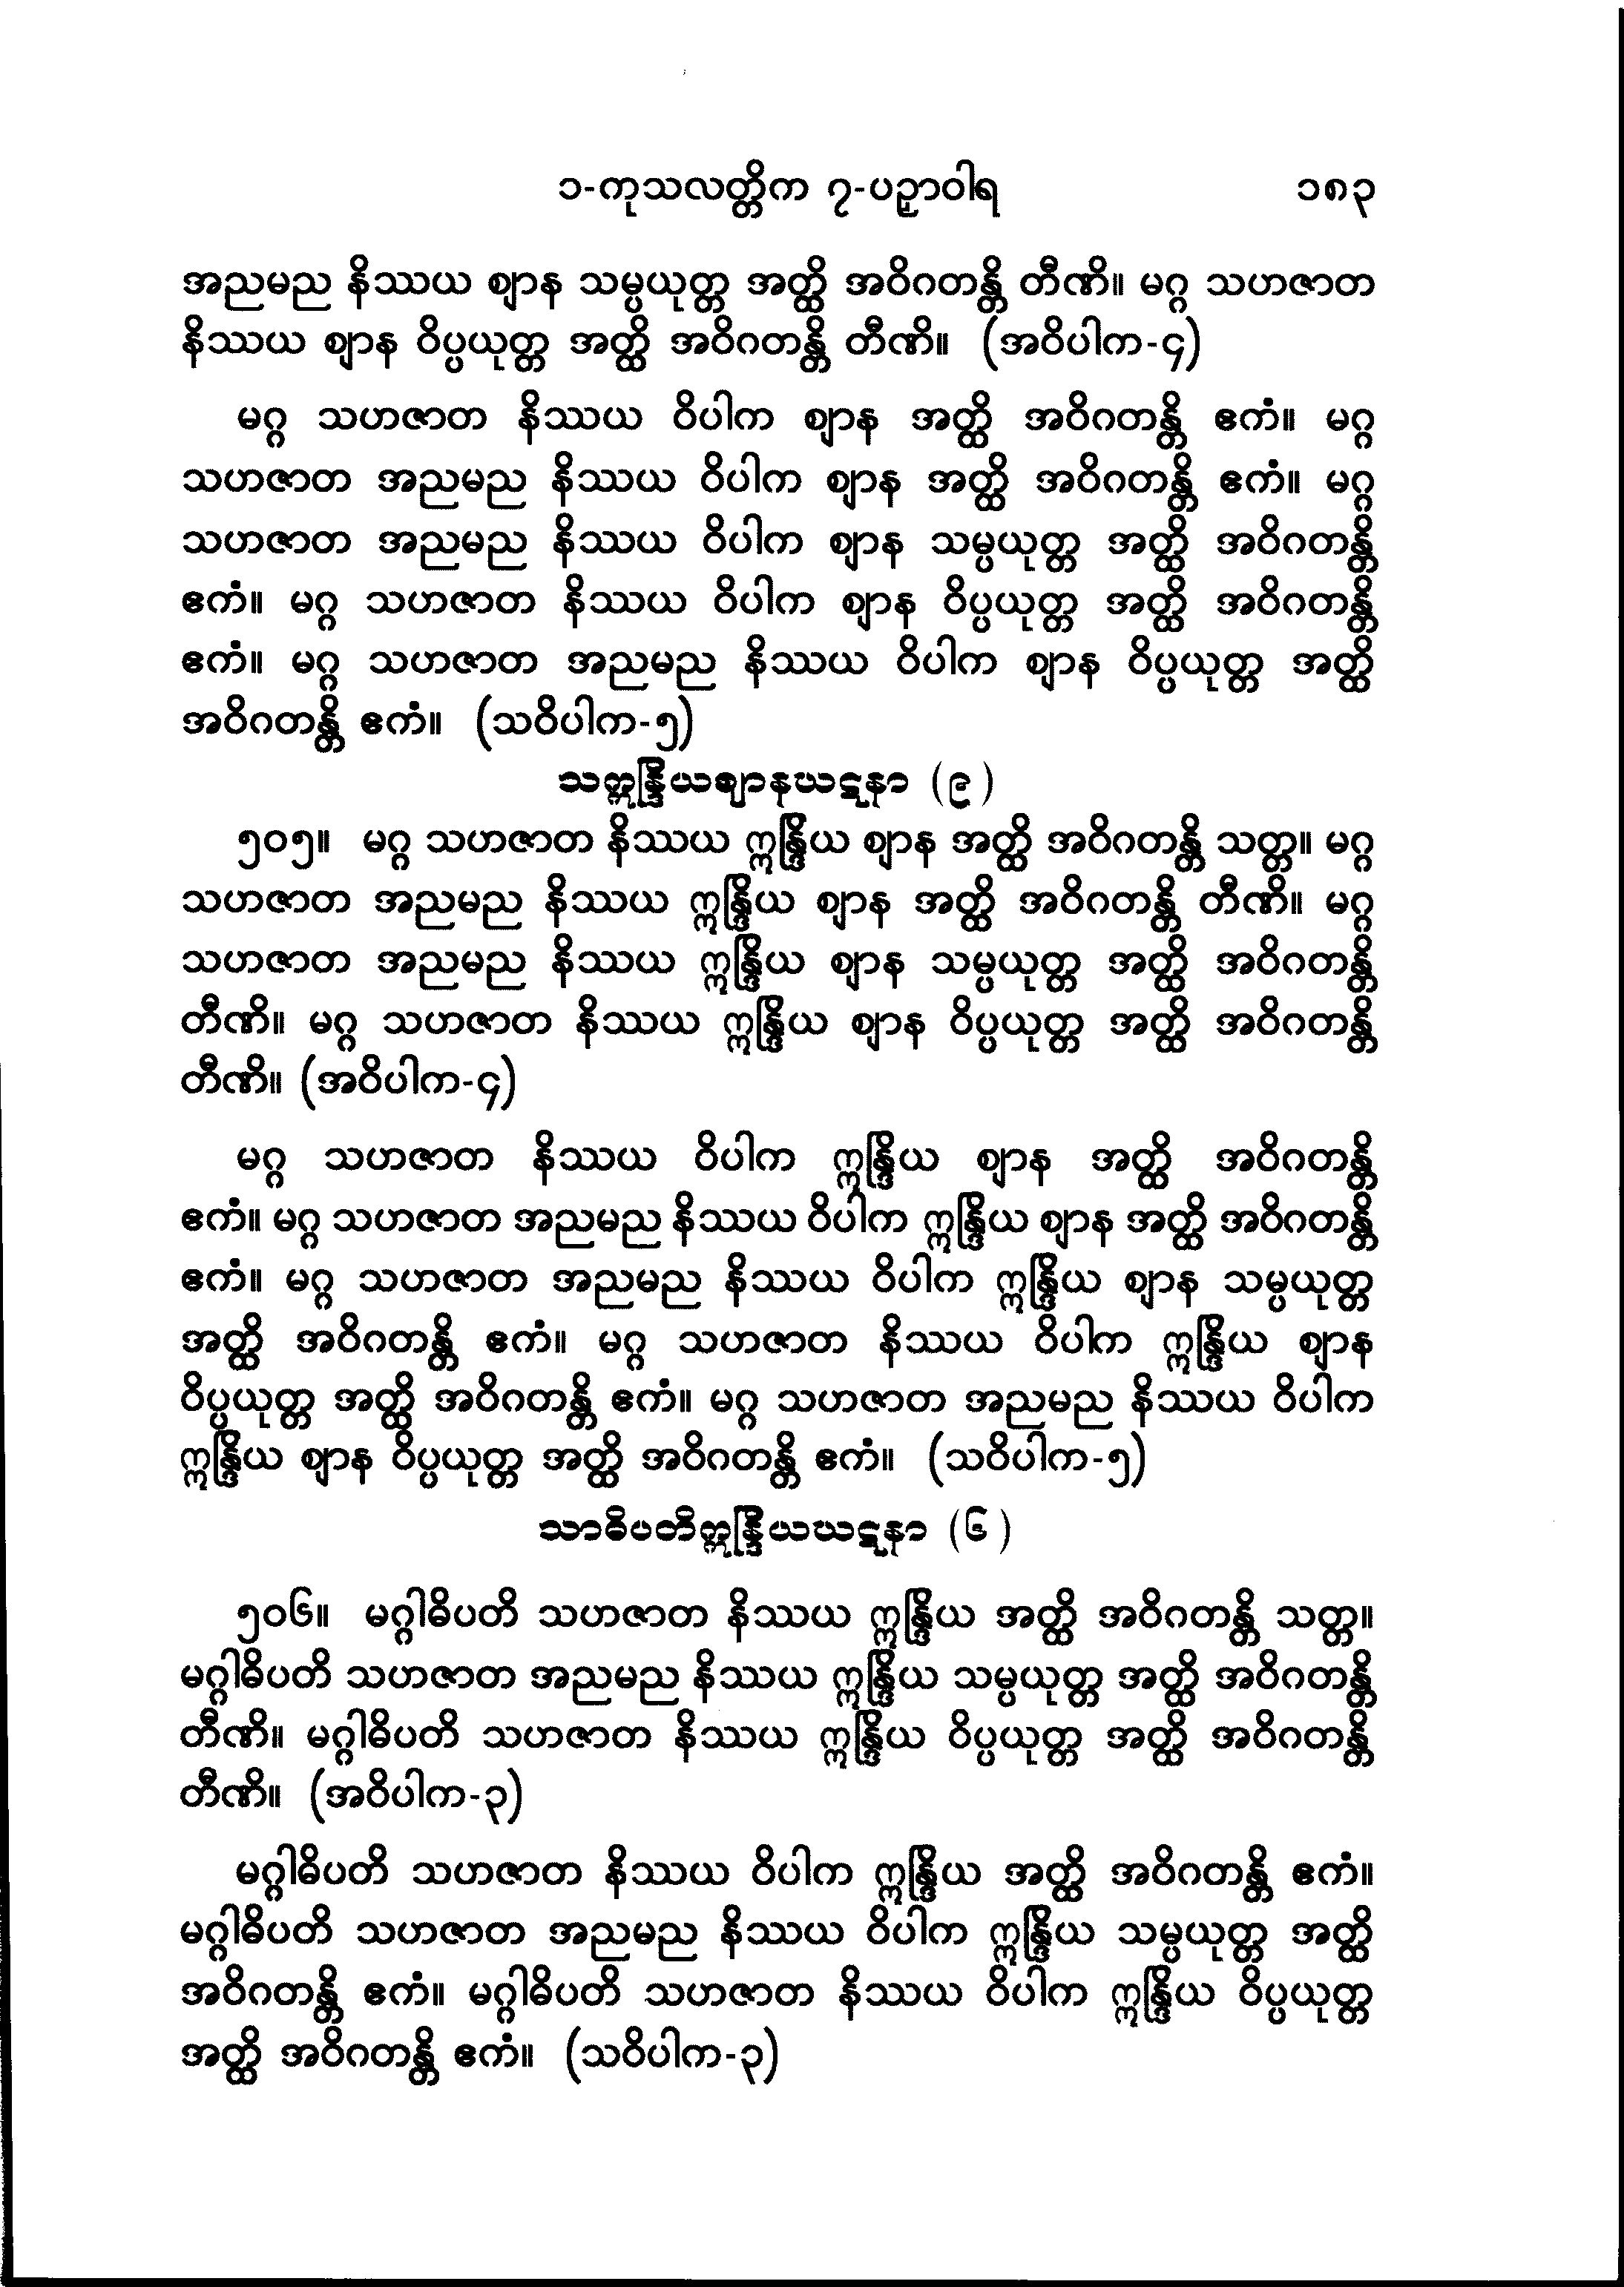 ၁-ကုသလတ္တိက ၇-ပဉှာဝါရ ၁၈၃
အညမည နိဿယ ဈာန သမ္ပယုတ္တ အတ္ထိ အဝိဂတန္တိ တီဏိ။ မဂ္ဂ သဟဇာတ
နိဿယ ဈာန ဝိပ္ပယုတ္တ အတ္ထိ အဝိဂတန္တိ တီဏိ။ (အဝိပါက-၄)
မဂ္ဂ သဟဇာတ နိဿယ ဝိပါက ဈာန အတ္ထိ အဝိဂတန္တိ ဧကံ။ မဂ္ဂ
သဟဇာတ အညမည နိဿယ ဝိပါက ဈာန အတ္ထိ အဝိဂတန္တိ ဧကံ။ မဂ္ဂ
သဟဇာတ အညမည နိဿယ ဝိပါက ဈာန သမ္ပယုတ္တ အတ္ထိ အဝိဂတန္တိ
ဧကံ။ မဂ္ဂ သဟဇာတ နိဿယ ဝိပါက ဈာန ဝိပ္ပယုတ္တ အတ္ထိ အဝိဂတန္တိ
ဧကံ။ မဂ္ဂ သဟဇာတ အညမည နိဿယ ဝိပါက ဈာန ဝိပ္ပယုတ္တ အတ္ထိ
အဝိဂတန္တိ ဧကံ။ (သဝိပါက-၅)
သဣန္ဒြိယဈာနဃဋနာ (၉)
၅၀၅။ မဂ္ဂ သဟဇာတ နိဿယ ဣန္ဒြိယ ဈာန အတ္ထိ အဝိဂတန္တိ သတ္တ။ မဂ္ဂ
သဟဇာတ အညမည နိဿယ ဣန္ဒြိယ ဈာန အတ္ထိ အဝိဂတန္တိ တီဏိ။ မဂ္ဂ
သဟဇာတ အညမည နိဿယ ဣန္ဒြိယ ဈာန သမ္ပယုတ္တ အတ္ထိ အဝိဂတန္တိ
တီဏိ။ မဂ္ဂ သဟဇာတ နိဿယ ဣန္ဒြိယ ဈာန ဝိပ္ပယုတ္တ အတ္ထိ အဝိဂတန္တိ
တီဏိ။ (အဝိပါက-၄)
မဂ္ဂ သဟဇာတ နိဿယ ဝိပါက ဣန္ဒြိယ ဈာန အတ္ထိ အဝိဂတန္တိ
ဧကံ။ မဂ္ဂ သဟဇာတ အညမည နိဿယ ဝိပါက ဣန္ဒြိယ ဈာန အတ္ထိ အဝိဂတန္တိ
ဧကံ။ မဂ္ဂ သဟဇာတ အညမည နိဿယ ဝိပါက ဣန္ဒြိယ ဈာန သမ္ပယုတ္တ
အတ္ထိ အဝိဂတန္တိ ဧကံ။ မဂ္ဂ သဟဇာတ နိဿယ ဝိပါက ဣန္ဒြိယ ဈာန
ဝိပ္ပယုတ္တ အတ္ထိ အဝိဂတန္တိ ဧကံ။ မဂ္ဂ သဟဇာတ အညမည နိဿယ ဝိပါက
ဣန္ဒြိယ ဈာန ဝိပ္ပယုတ္တ အတ္ထိ အဝိဂတန္တိ ဧကံ။ (သဝိပါက-၅)
သာဓိပတိဣန္ဒြိယဃဋနာ (၆)
၅၀၆။ မဂ္ဂါဓိပတိ သဟဇာတ နိဿယ ဣန္ဒြိယ အတ္ထိ အဝိဂတန္တိ သတ္တ။
မဂ္ဂါဓိပတိ သဟဇာတ အညမည နိဿယ ဣန္ဒြိယ သမ္ပယုတ္တ အတ္ထိ အဝိဂတန္တိ
တီဏိ။ မဂ္ဂါဓိပတိ သဟဇာတ နိဿယ ဣန္ဒြိယ ဝိပ္ပယုတ္တ အတ္ထိ အဝိဂတန္တိ
တီဏိ။ (အဝိပါက-၃)
မဂ္ဂါဓိပတိ သဟဇာတ နိဿယ ဝိပါက ဣန္ဒြိယ အတ္ထိ အဝိဂတန္တိ ဧကံ။
မဂ္ဂါဓိပတိ သဟဇာတ အညမည နိဿယ ဝိပါက ဣန္ဒြိယ သမ္ပယုတ္တ အတ္ထိ
အဝိဂတန္တိ ဧကံ။ မဂ္ဂါဓိပတိ သဟဇာတ နိဿယ ဝိပါက ဣန္ဒြိယ ဝိပ္ပယုတ္တ
အတ္ထိ အဝိဂတန္တိ ဧကံ။ (သဝိပါက-၃)